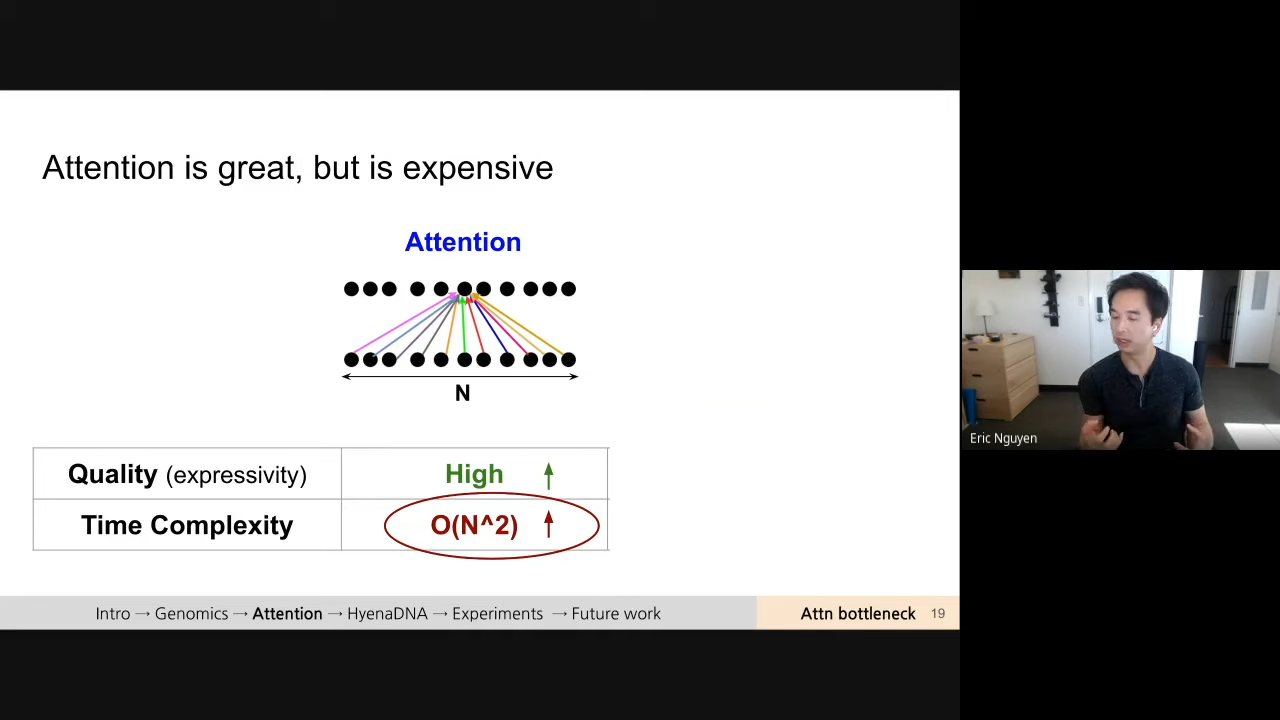 Attention is great, but is expensive
Attention
N
Quality (expressivity) High ↑
Time Complexity O(N^2) ↑
Intro → Genomics → Attention → HyenaDNA → Experiments → Future work
Attn bottleneck 19
Eric Nguyen